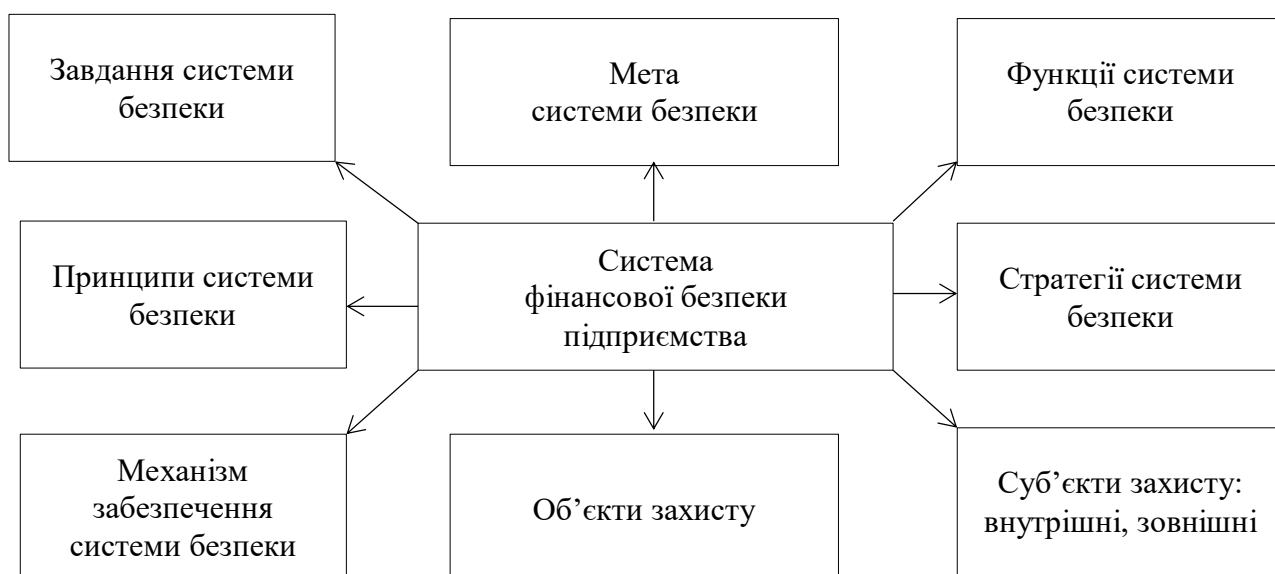 Завдання системи
безпеки
Мета
системи безпеки
Функції системи
безпеки
Принципи системи
безпеки
Система
фінансової безпеки
підприємства
Стратегії системи
безпеки
Механізм
забезпечення
системи безпеки
Об’єкти захисту
Суб’єкти захисту:
внутрішні, зовнішні